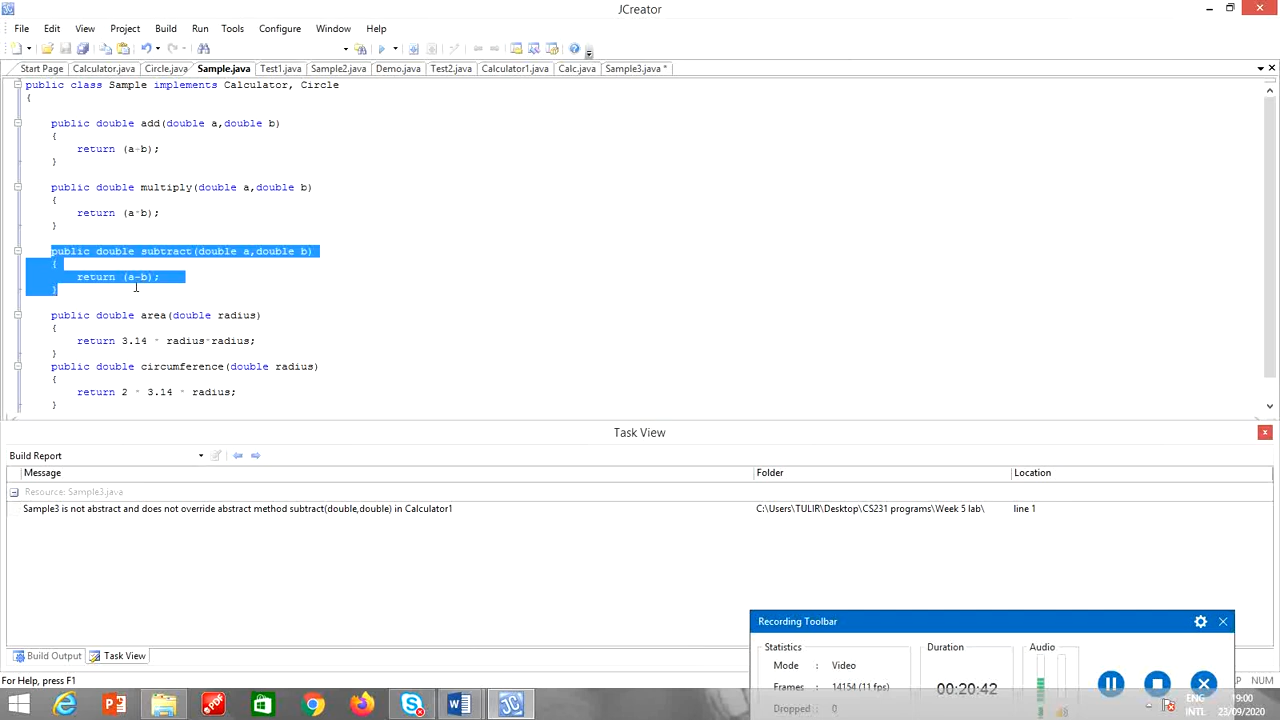 JCreator
File Edit View Project Build Run Tools Configure Window Help
Start Page Calculator.java Circle.java Sample.java Test1.java Sample2.java Demo.java Test2.java Calculator1.java Calc.java Sample3.java *
public class Sample implements Calculator, Circle
{
public double add(double a,double b)
{
return (a+b);
}
public double multiply(double a,double b)
{
return (a*b);
}
public double subtract(double a,double b)
{
return (a-b);
}
public double area(double radius)
{
return 3.14 * radius*radius;
}
public double circumference(double radius)
{
return 2 * 3.14 * radius;
}
Task View
Build Report
Message Folder Location
Resource: Sample3.java
Sample3 is not abstract and does not override abstract method subtract(double,double) in Calculator1 C:\Users\TULIR\Desktop\CS231 programs\Week 5 lab\ line 1
Recording Toolbar
Statistics Duration Audio
Mode : Video
Frames : 14154 (11 fps)
Dropped : 0
00:20:42
Build Output Task View
For Help, press F1
NUM
ENG 19:00
INTL 23/09/2020